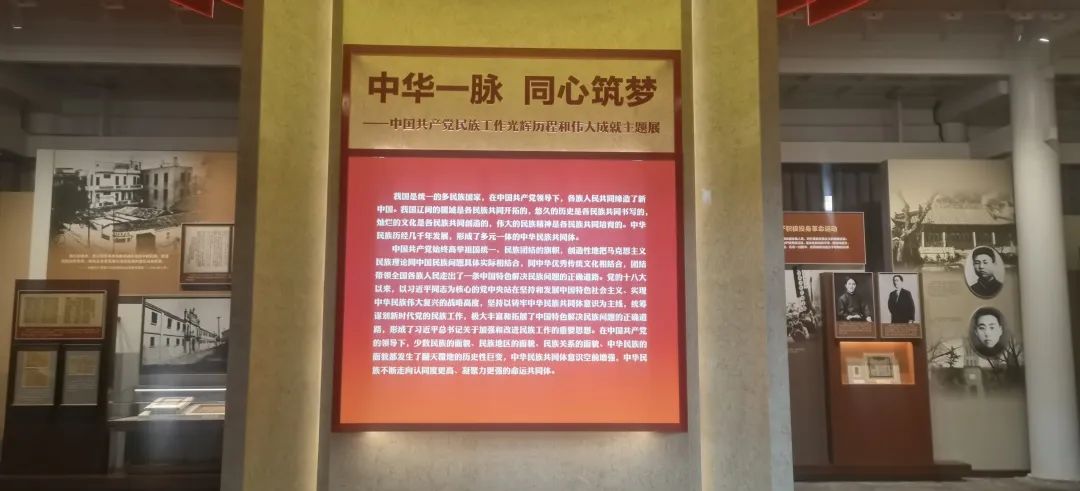 中华一脉 同心筑梦
——中国共产党民族工作光辉历程和伟大成就主题展
我国是统一的多民族国家，在中国共产党领导下，各族人民共同缔造了新
中国。我国辽阔的疆域是各民族共同开拓的，悠久的历史是各民族共同书写的，
灿烂的文化是各民族共同创造的，伟大的民族精神是各民族共同培育的。中华
民族历经几千年发展，形成了多元一体的中华民族共同体。
中国共产党始终高举祖国统一、民族团结的旗帜，创造性地把马克思主义
民族理论同中国民族问题具体实际相结合，同中华优秀传统文化相结合，团结
带领全国各族人民走出了一条中国特色解决民族问题的正确道路。党的十八大
以来，以习近平同志为核心的党中央站在坚持和发展中国特色社会主义、实现
中华民族伟大复兴的战略高度，坚持以铸牢中华民族共同体意识为主线，统筹
谋划新时代党的民族工作，极大丰富和拓展了中国特色解决民族问题的正确道
路，形成了习近平总书记关于加强和改进民族工作的重要思想。在中国共产党
的领导下，少数民族的面貌、民族地区的面貌、民族关系的面貌、中华民族的
面貌都发生了翻天覆地的历史性巨变，中华民族共同体意识空前增强，中华民
族不断走向认同度更高、凝聚力更强的命运共同体。
积极投身革命运动